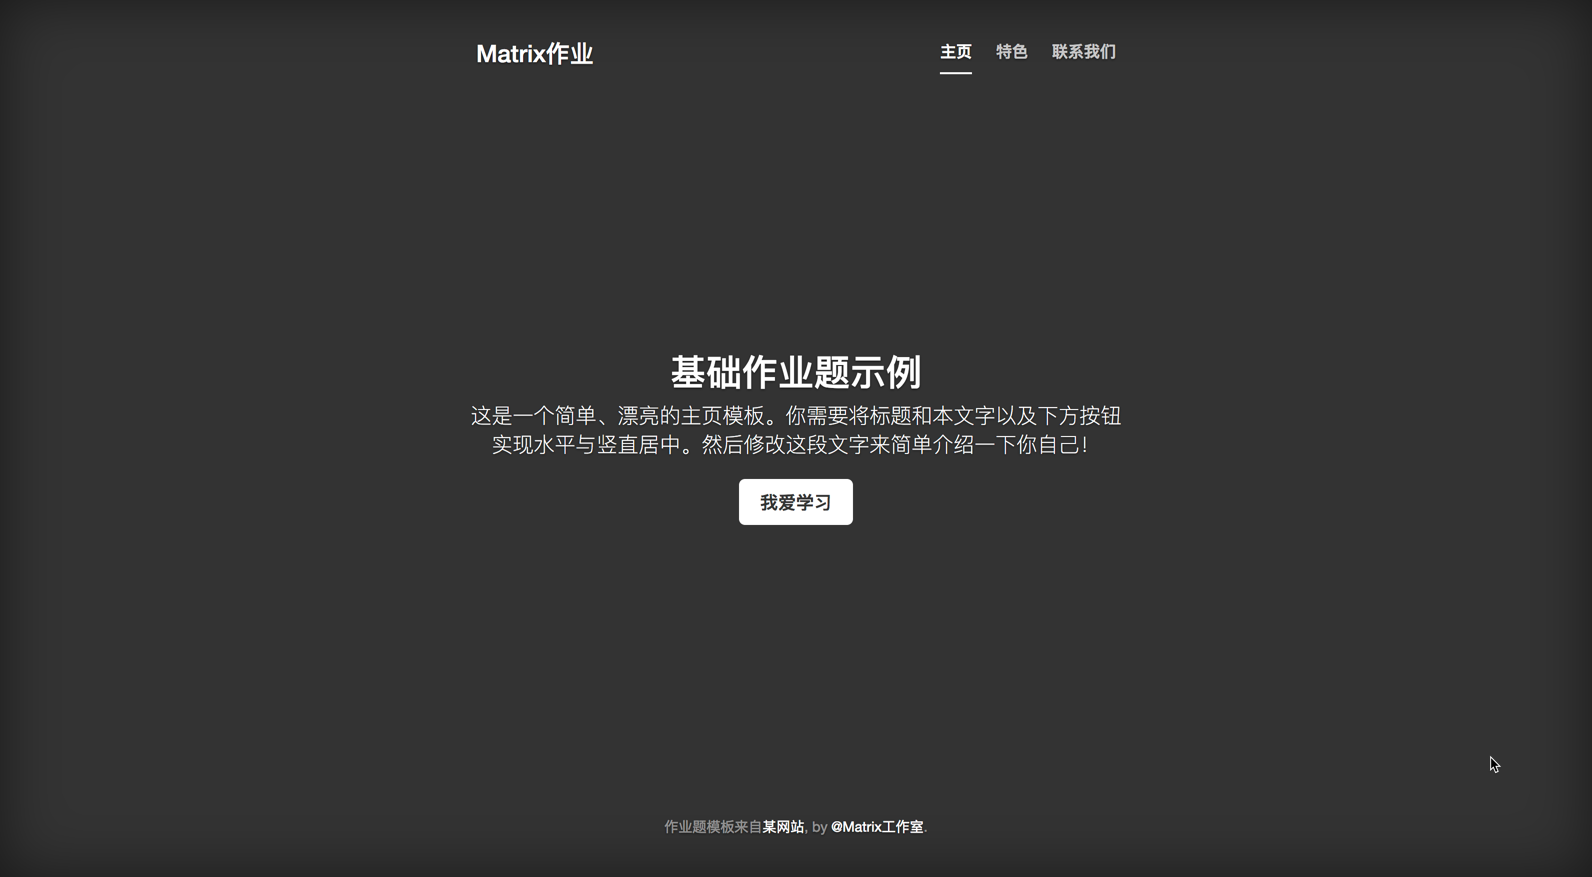 Matrix作业
主页 特色 联系我们
基础作业题示例
这是一个简单、漂亮的主页模板。你需要将标题和本文字以及下方按钮
实现水平与竖直居中。然后修改这段文字来简单介绍一下你自己！
我爱学习
作业题模板来自某网站, by @Matrix工作室.